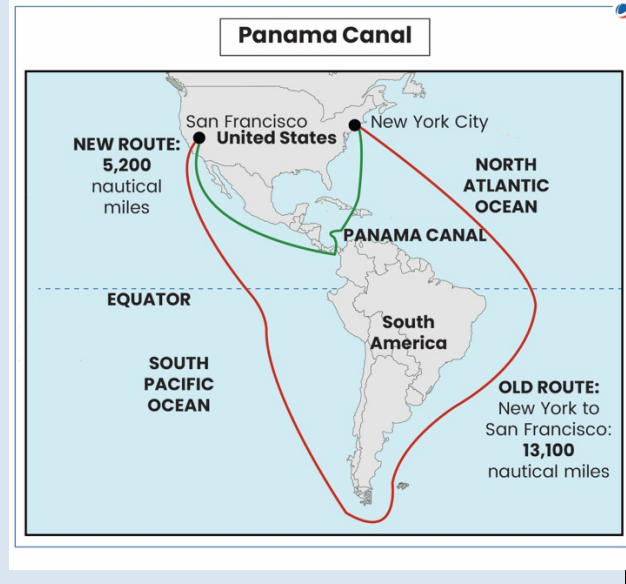 Panama Canal
San Francisco
United States
New York City
NEW ROUTE:
5,200
nautical
miles
NORTH
ATLANTIC
OCEAN
PANAMA CANAL
EQUATOR
South
America
SOUTH
PACIFIC
OCEAN
OLD ROUTE:
New York to
San Francisco:
13,100
nautical miles